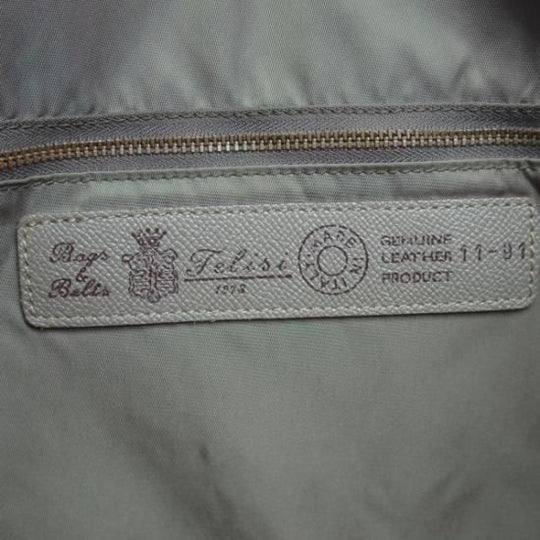 Bags
&
Belts
Felisi
1973
MADE IN
ITALY
GENUINE
LEATHER
PRODUCT
11-91